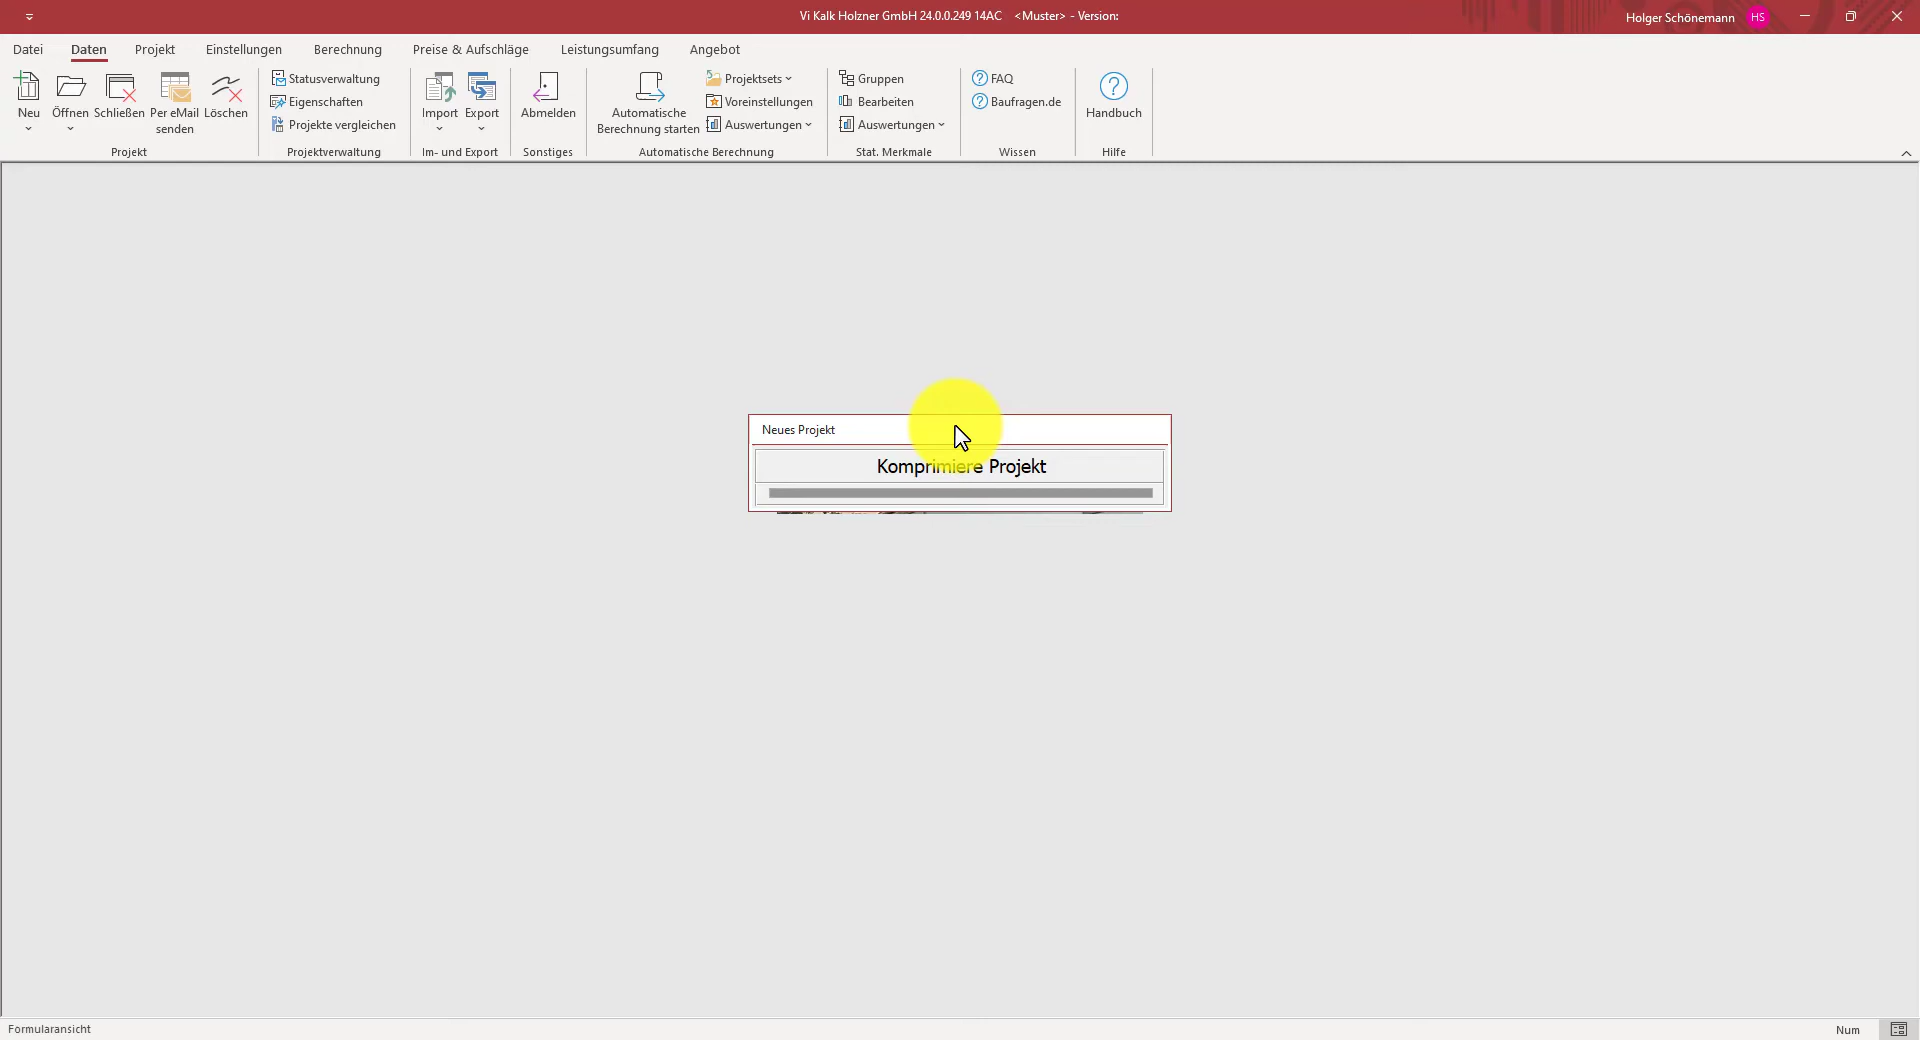 Vi Kalk Holzner GmbH 24.0.0.249 14AC <Muster> - Version:
Holger Schönemann HS
Datei Daten Projekt Einstellungen Berechnung Preise & Aufschläge Leistungsumfang Angebot
Neu
Öffnen
Schließen
Per eMail
senden
Löschen
Projekt
Statusverwaltung
Eigenschaften
Projekte vergleichen
Projektverwaltung
Import
Export
Im- und Export
Abmelden
Sonstiges
Automatische
Berechnung starten
Projektsets
Voreinstellungen
Auswertungen
Automatische Berechnung
Gruppen
Bearbeiten
Auswertungen
Stat. Merkmale
FAQ
Baufragen.de
Wissen
Handbuch
Hilfe
Neues Projekt
Komprimiere Projekt
Formularansicht
Num